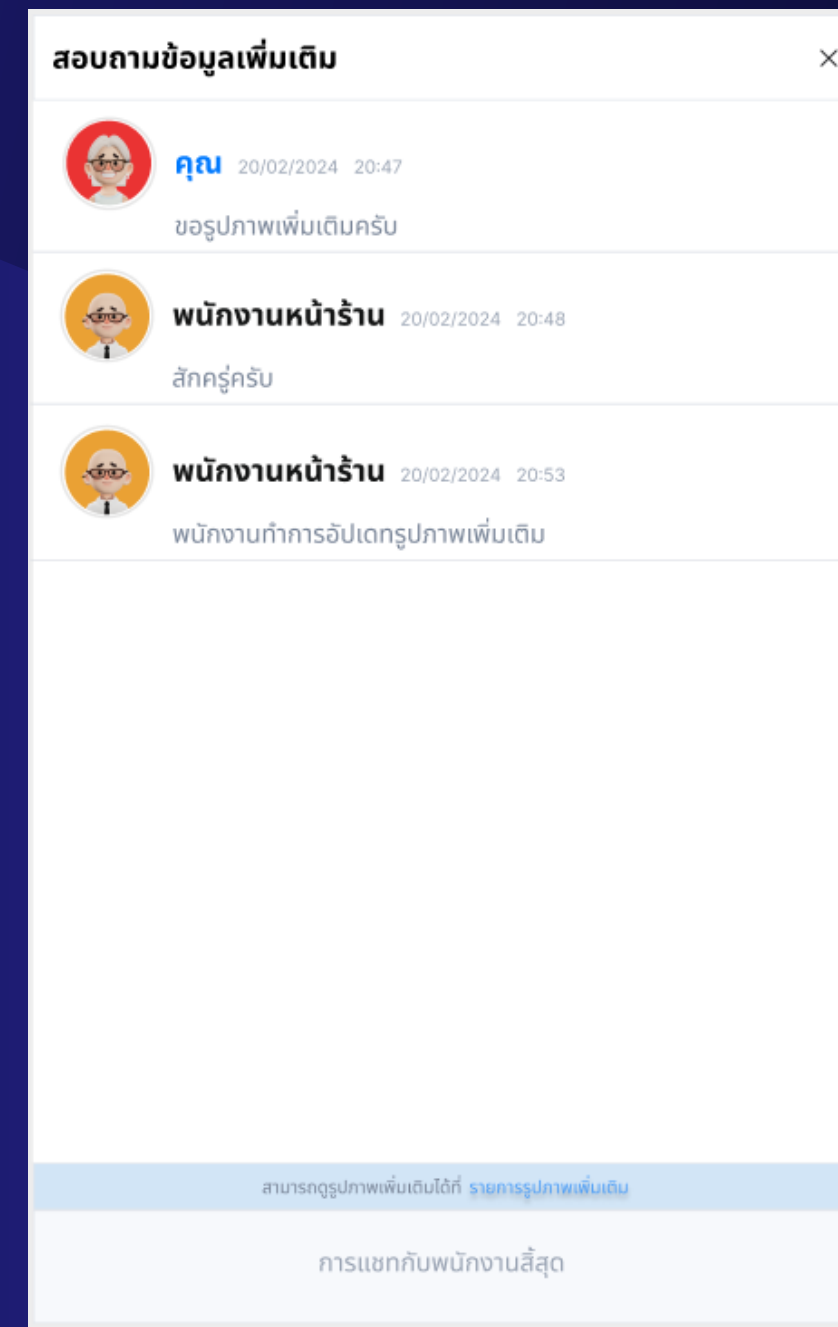 สอบถามข้อมูลเพิ่มเติม
คุณ 20/02/2024 20:47
ขอรูปภาพเพิ่มเติมครับ
พนักงานหน้าร้าน 20/02/2024 20:48
สักครู่ครับ
พนักงานหน้าร้าน 20/02/2024 20:53
พนักงานทำการอัปเดทรูปภาพเพิ่มเติม
สามารถดูรูปภาพเพิ่มเติมได้ที่ รายการรูปภาพเพิ่มเติม
การแชทกับพนักงานสิ้สุด